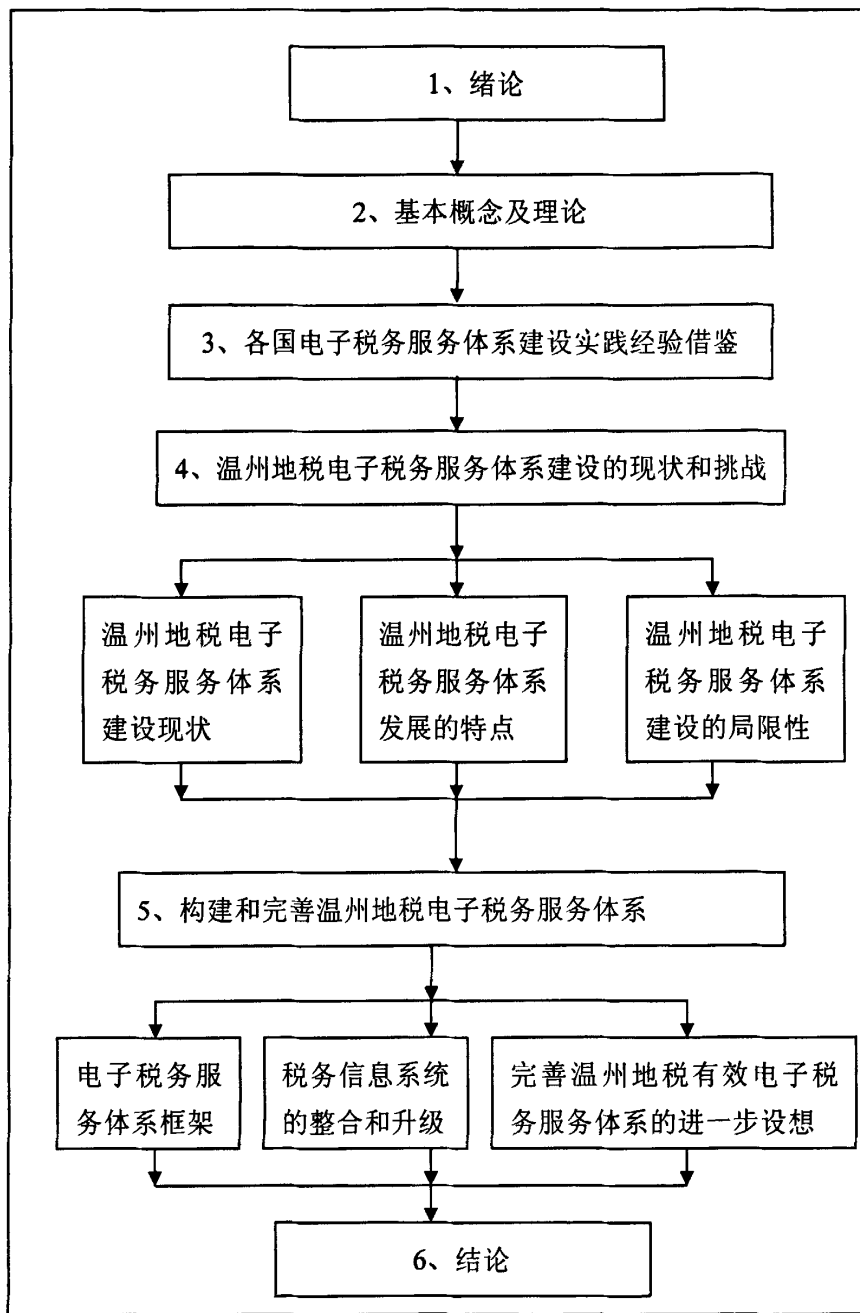 1、绪论
2、基本概念及理论
3、各国电子税务服务体系建设实践经验借鉴
4、温州地税电子税务服务体系建设的现状和挑战
温州地税电子
税务服务体系
建设现状
温州地税电子
税务服务体系
发展的特点
温州地税电子
税务服务体系
建设的局限性
5、构建和完善温州地税电子税务服务体系
电子税务服
务体系框架
税务信息系统
的整合和升级
完善温州地税有效电子税
务服务体系的进一步设想
6、结论